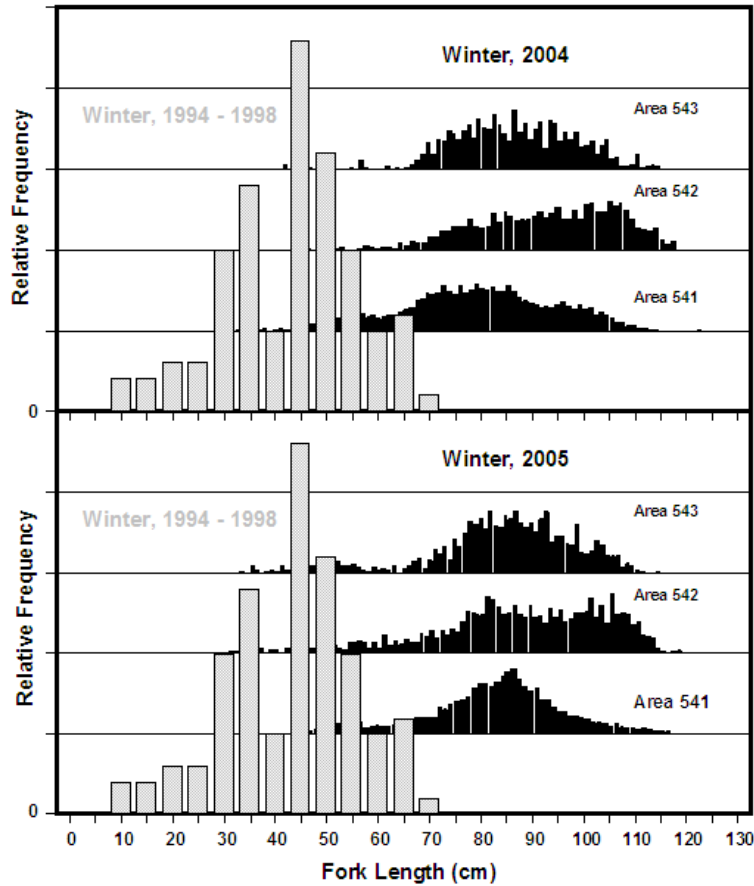 Winter, 2004
Winter, 1994 - 1998
Area 543
Area 542
Area 541
Relative Frequency
0
Winter, 2005
Winter, 1994 - 1998
Area 543
Area 542
Area 541
Relative Frequency
0
0 10 20 30 40 50 60 70 80 90 100 110 120 130
Fork Length (cm)